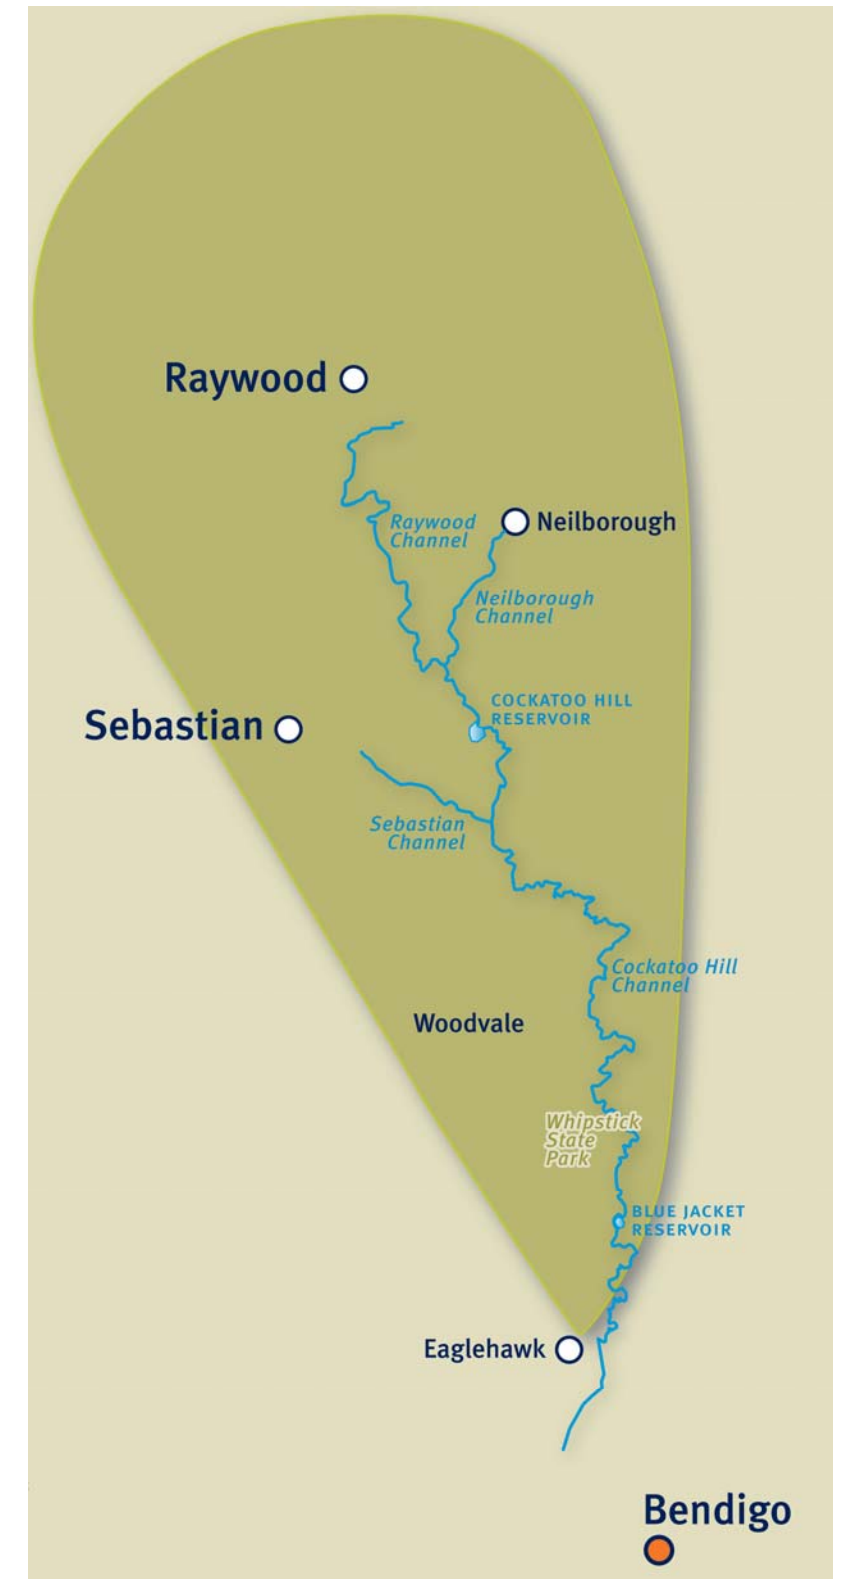 Raywood
Raywood
Channel
Neilborough
Neilborough
Channel
COCKATOO HILL
RESERVOIR
Sebastian
Sebastian
Channel
Cockatoo Hill
Channel
Woodvale
Whipstick
State
Park
BLUE JACKET
RESERVOIR
Eaglehawk
Bendigo